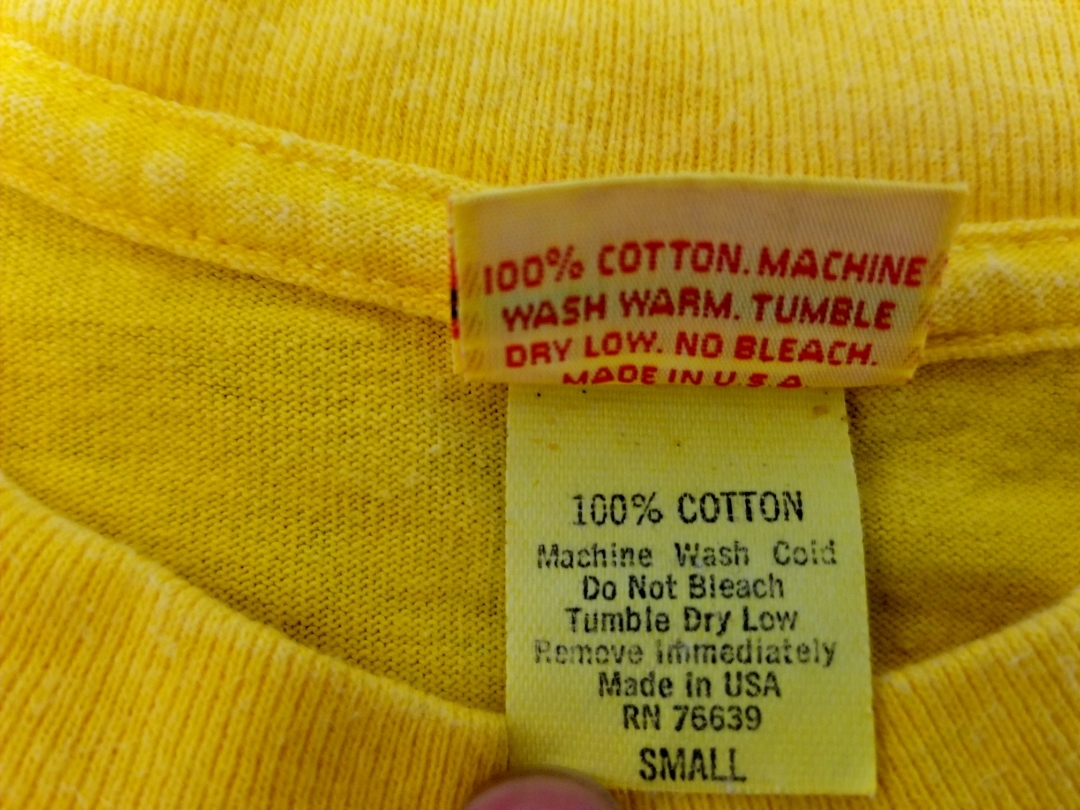 100% COTTON. MACHINE
WASH WARM. TUMBLE
DRY LOW. NO BLEACH.
MADE IN U S A
100% COTTON
Machine Wash Cold
Do Not Bleach
Tumble Dry Low
Remove Immediately
Made In USA
RN 76639
SMALL